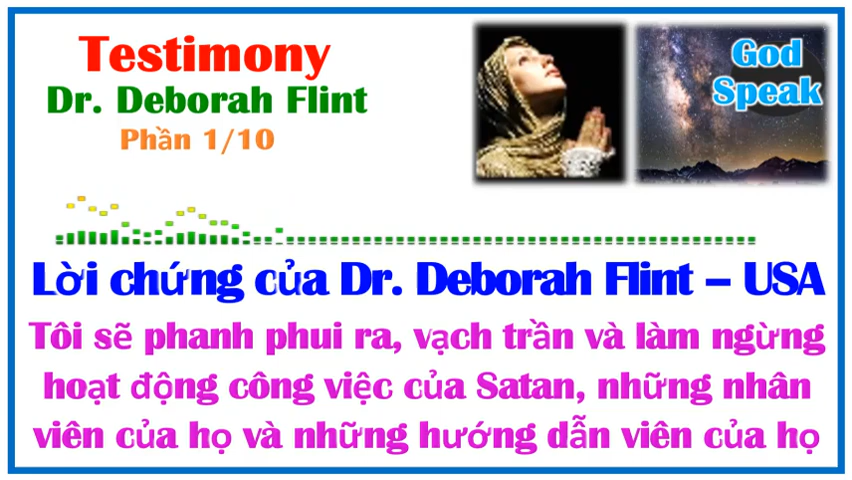 Testimony
Dr. Deborah Flint
Phần 1/10
God
Speak
Lời chứng của Dr. Deborah Flint – USA
Tôi sẽ phanh phui ra, vạch trần và làm ngừng
hoạt động công việc của Satan, những nhân
viên của họ và những hướng dẫn viên của họ